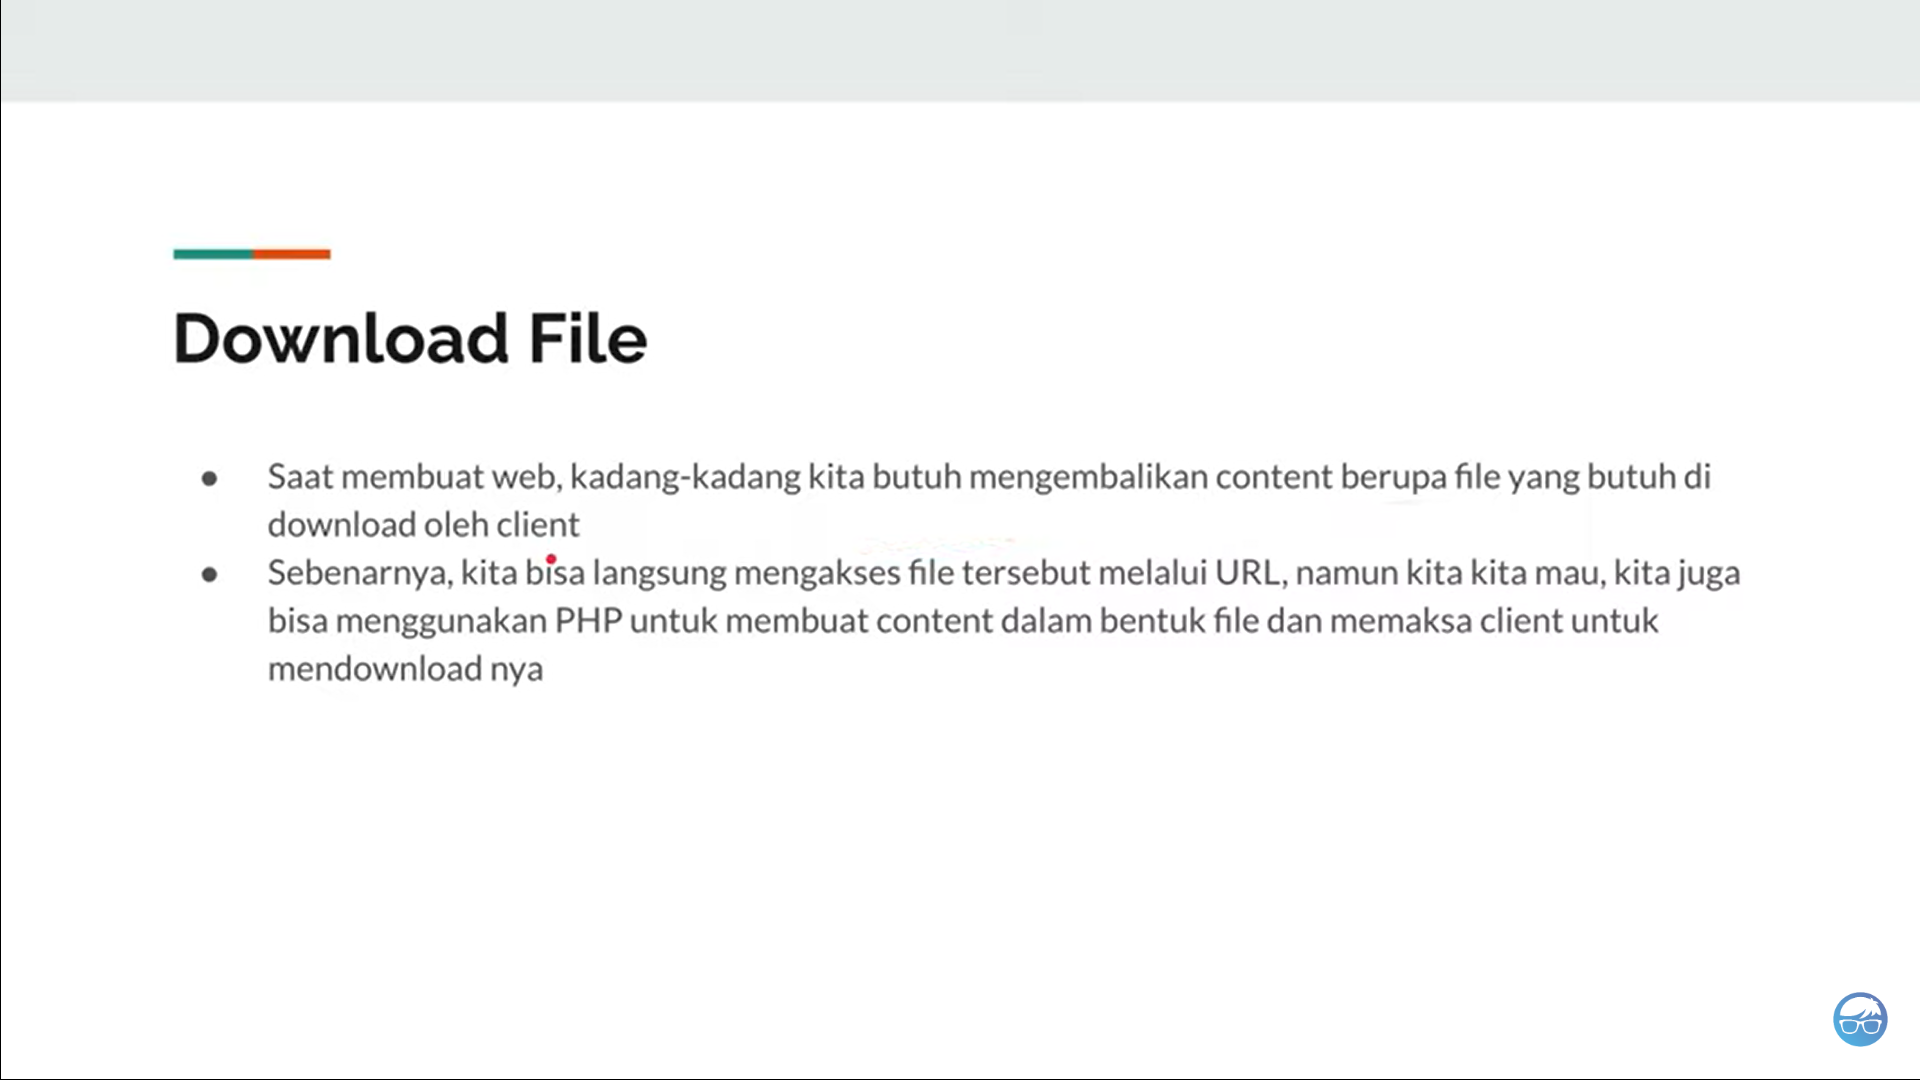 Download File
● Saat membuat web, kadang-kadang kita butuh mengembalikan content berupa file yang butuh di
download oleh client
● Sebenarnya, kita bisa langsung mengakses file tersebut melalui URL, namun kita kita mau, kita juga
bisa menggunakan PHP untuk membuat content dalam bentuk file dan memaksa client untuk
mendownload nya